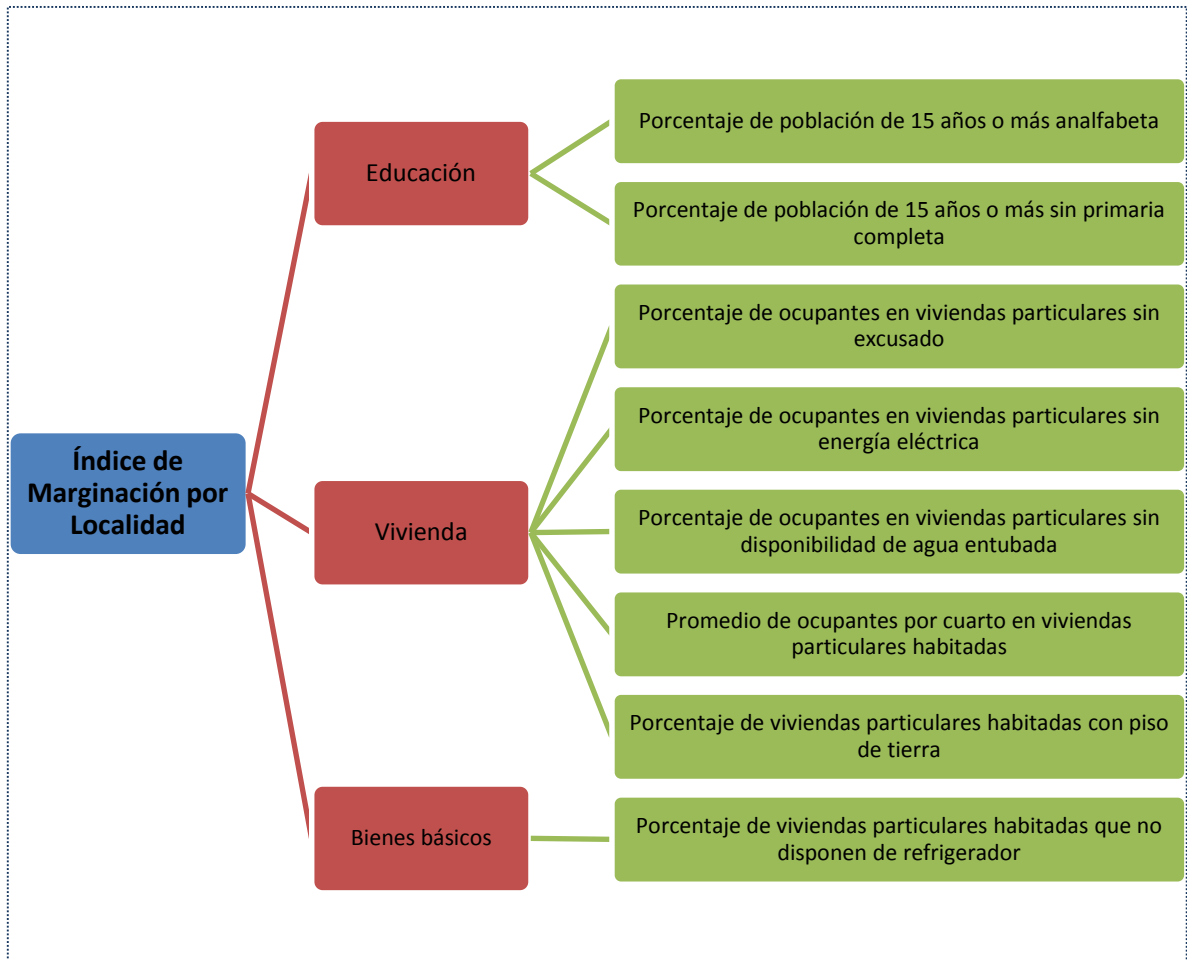 Índice de
Marginación por
Localidad
Educación
Porcentaje de población de 15 años o más analfabeta
Porcentaje de población de 15 años o más sin primaria
completa
Vivienda
Porcentaje de ocupantes en viviendas particulares sin
excusado
Porcentaje de ocupantes en viviendas particulares sin
energía eléctrica
Porcentaje de ocupantes en viviendas particulares sin
disponibilidad de agua entubada
Promedio de ocupantes por cuarto en viviendas
particulares habitadas
Porcentaje de viviendas particulares habitadas con piso
de tierra
Bienes básicos
Porcentaje de viviendas particulares habitadas que no
disponen de refrigerador